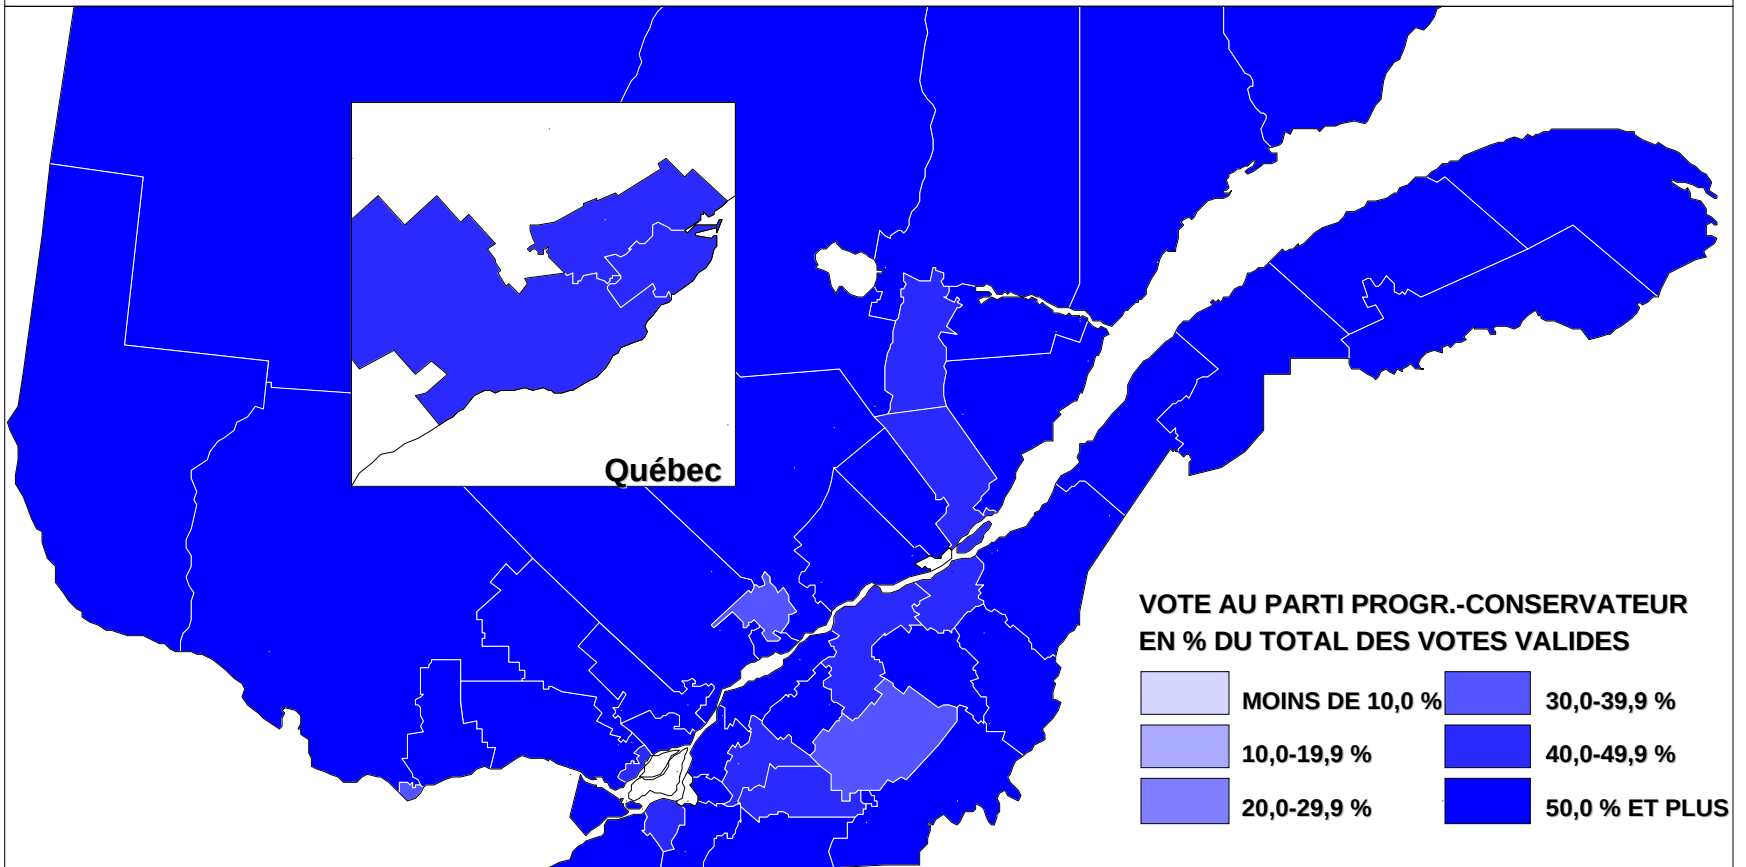 Québec
VOTE AU PARTI PROGR.-CONSERVATEUR
EN % DU TOTAL DES VOTES VALIDES
MOINS DE 10,0 %
30,0-39,9 %
10,0-19,9 %
40,0-49,9 %
20,0-29,9 %
50,0 % ET PLUS